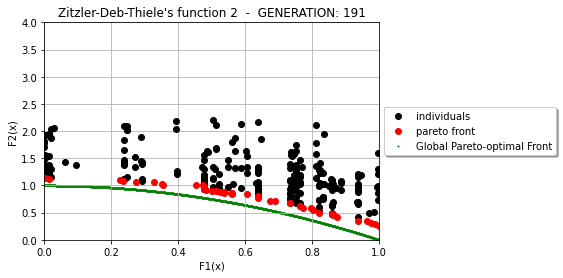 Zitzler-Deb-Thiele's function 2 - GENERATION: 191
4.0
3.5
3.0
2.5
2.0
1.5
1.0
0.5
0.0
F2(x)
0.0 0.2 0.4 0.6 0.8 1.0
F1(x)
individuals
pareto front
Global Pareto-optimal Front